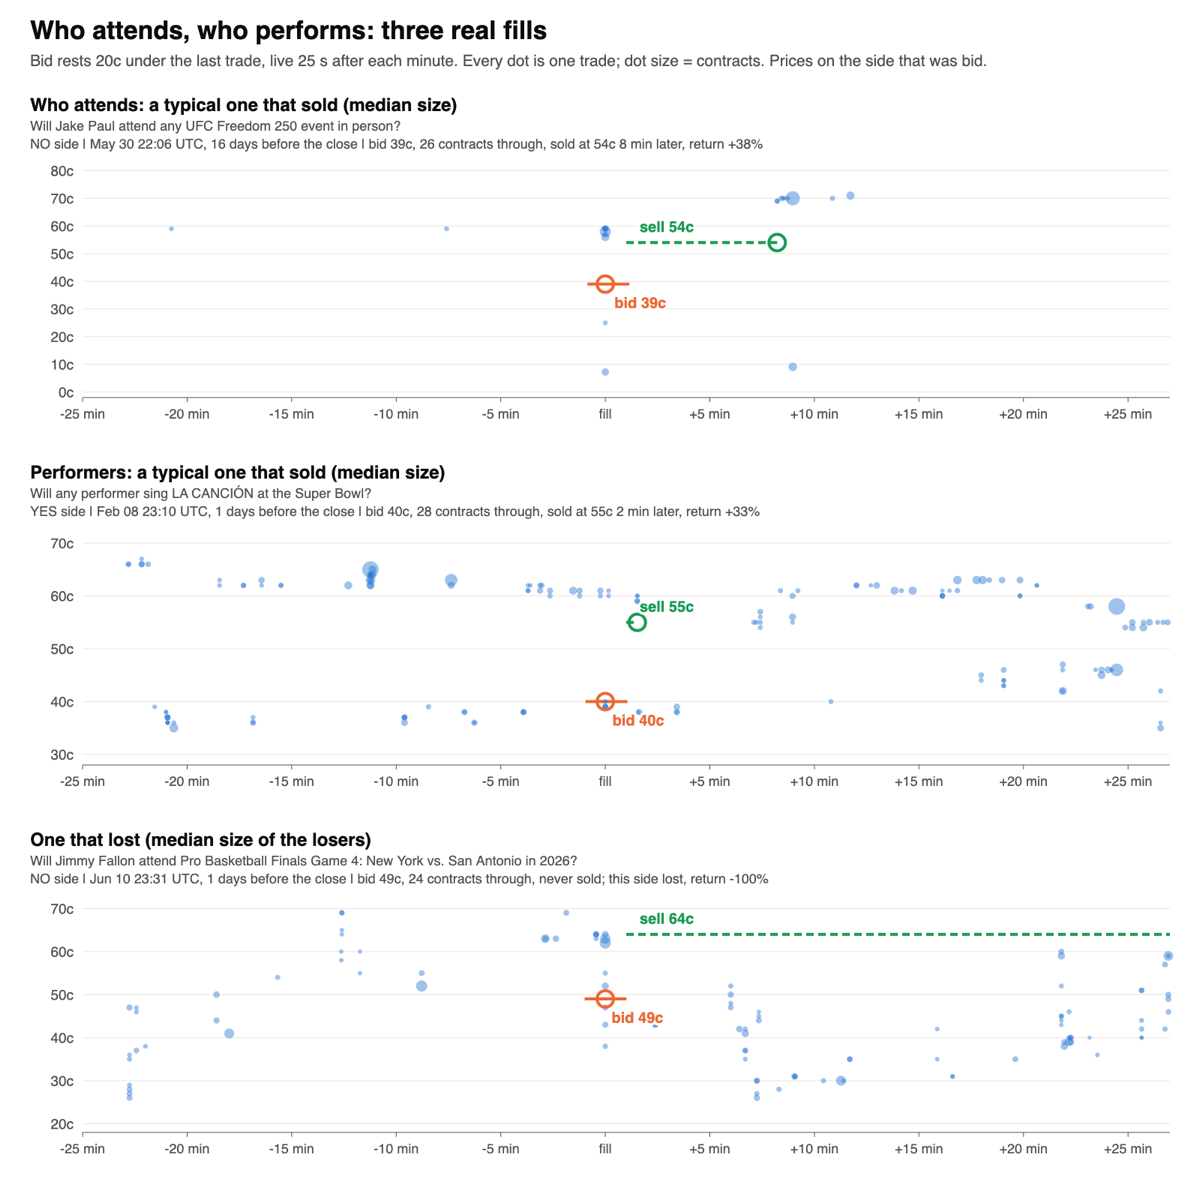 Who attends, who performs: three real fills
Bid rests 20c under the last trade, live 25 s after each minute. Every dot is one trade; dot size = contracts. Prices on the side that was bid.
Who attends: a typical one that sold (median size)
Will Jake Paul attend any UFC Freedom 250 event in person?
NO side | May 30 22:06 UTC, 16 days before the close | bid 39c, 26 contracts through, sold at 54c 8 min later, return +38%
80c
70c
60c
50c
40c
30c
20c
10c
0c
sell 54c
bid 39c
-25 min -20 min -15 min -10 min -5 min fill +5 min +10 min +15 min +20 min +25 min
Performers: a typical one that sold (median size)
Will any performer sing LA CANCIÓN at the Super Bowl?
YES side | Feb 08 23:10 UTC, 1 days before the close | bid 40c, 28 contracts through, sold at 55c 2 min later, return +33%
70c
60c
50c
40c
30c
sell 55c
bid 40c
-25 min -20 min -15 min -10 min -5 min fill +5 min +10 min +15 min +20 min +25 min
One that lost (median size of the losers)
Will Jimmy Fallon attend Pro Basketball Finals Game 4: New York vs. San Antonio in 2026?
NO side | Jun 10 23:31 UTC, 1 days before the close | bid 49c, 24 contracts through, never sold; this side lost, return -100%
70c
60c
50c
40c
30c
20c
sell 64c
bid 49c
-25 min -20 min -15 min -10 min -5 min fill +5 min +10 min +15 min +20 min +25 min